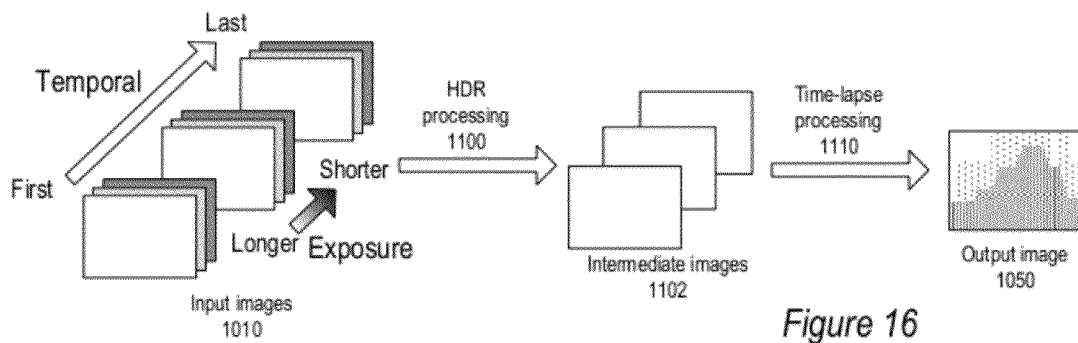 Last
Temporal
First
Shorter
Longer
Exposure
Input images
1010
HDR
processing
1100
Intermediate images
1102
Time-lapse
processing
1110
Output image
1050
Figure 16